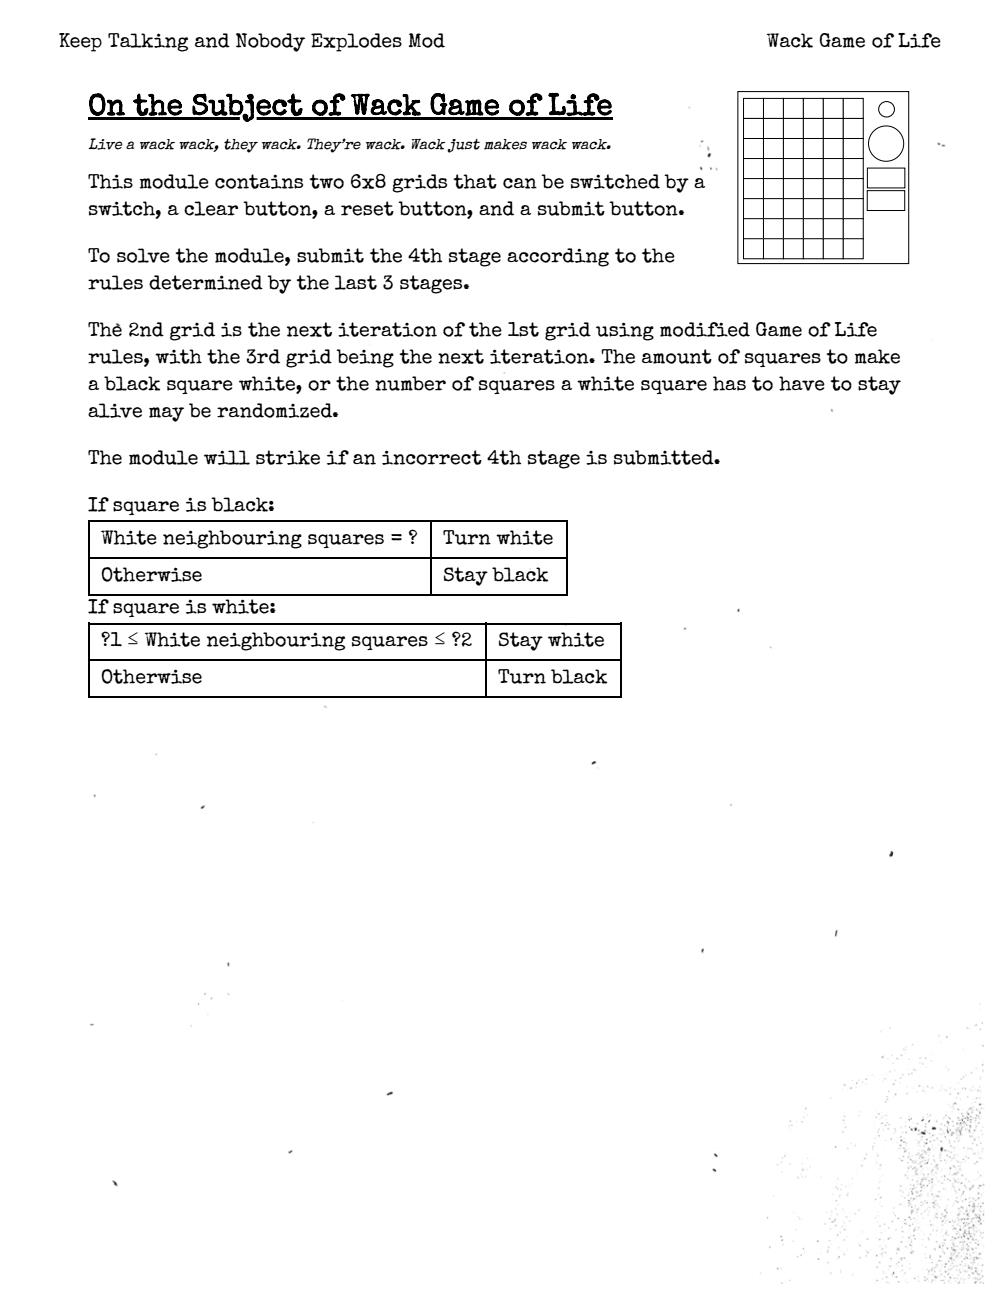 Keep Talking and Nobody Explodes Mod
Wack Game of Life
On the Subject of Wack Game of Life
Live a wack wack, they wack. They're wack. Wack just makes wack wack.
This module contains two 6x8 grids that can be switched by a
switch, a clear button, a reset button, and a submit button.
To solve the module, submit the 4th stage according to the
rules determined by the last 3 stages.
The 2nd grid is the next iteration of the 1st grid using modified Game of Life
rules, with the 3rd grid being the next iteration. The amount of squares to make
a black square white, or the number of squares a white square has to have to stay
alive may be randomized.
The module will strike if an incorrect 4th stage is submitted.
If square is black:
White neighbouring squares = ? Turn white
Otherwise Stay black
If square is white:
?1 ≤ White neighbouring squares ≤ ?2 Stay white
Otherwise Turn black